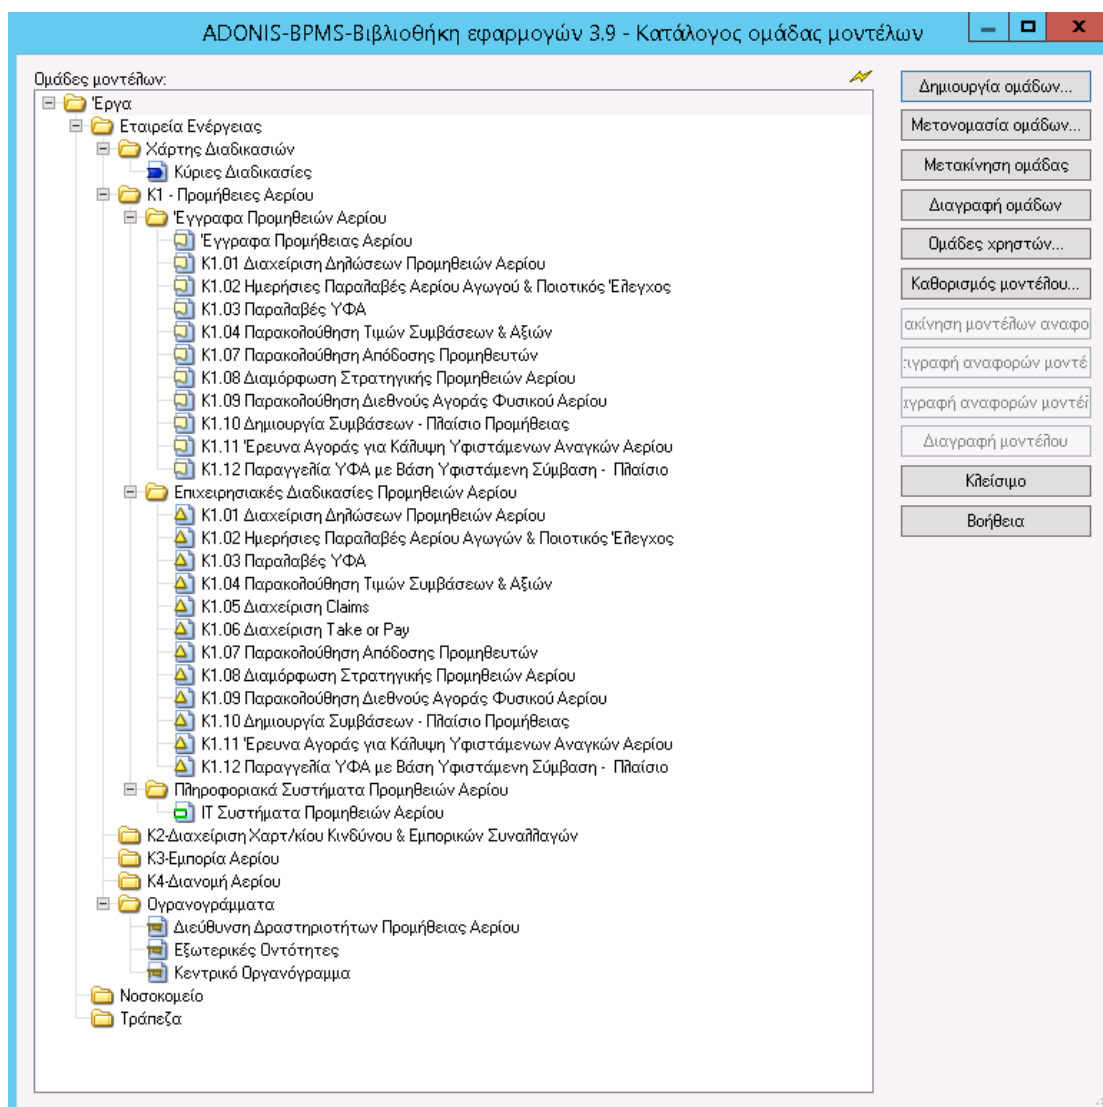 ADONIS-BPMS-Βιβλιοθήκη εφαρμογών 3.9 - Κατάλογος ομάδας μοντέλων
Ομάδες μοντέλων:
Έργα
Εταιρεία Ενέργειας
Χάρτης Διαδικασιών
Κύριες Διαδικασίες
Κ1 - Προμήθειες Αερίου
Έγγραφα Προμηθειών Αερίου
Έγγραφα Προμήθειας Αερίου
Κ1.01 Διαχείριση Δηλώσεων Προμηθειών Αερίου
Κ1.02 Ημερήσιες Παραλαβές Αερίου Αγωγού & Ποιοτικός Έλεγχος
Κ1.03 Παραλαβές ΥΦΑ
Κ1.04 Παρακολούθηση Τιμών Συμβάσεων & Αξιών
Κ1.07 Παρακολούθηση Απόδοσης Προμηθευτών
Κ1.08 Διαμόρφωση Στρατηγικής Προμηθειών Αερίου
Κ1.09 Παρακολούθηση Διεθνούς Αγοράς Φυσικού Αερίου
Κ1.10 Δημιουργία Συμβάσεων - Πλαίσιο Προμήθειας
Κ1.11 Έρευνα Αγοράς για Κάλυψη Υφιστάμενων Αναγκών Αερίου
Κ1.12 Παραγγελία ΥΦΑ με Βάση Υφιστάμενη Σύμβαση - Πλαίσιο
Επιχειρησιακές Διαδικασίες Προμηθειών Αερίου
Κ1.01 Διαχείριση Δηλώσεων Προμηθειών Αερίου
Κ1.02 Ημερήσιες Παραλαβές Αερίου Αγωγών & Ποιοτικός Έλεγχος
Κ1.03 Παραλαβές ΥΦΑ
Κ1.04 Παρακολούθηση Τιμών Συμβάσεων & Αξιών
Κ1.05 Διαχείριση Claims
Κ1.06 Διαχείριση Take or Pay
Κ1.07 Παρακολούθηση Απόδοσης Προμηθευτών
Κ1.08 Διαμόρφωση Στρατηγικής Προμηθειών Αερίου
Κ1.09 Παρακολούθηση Διεθνούς Αγοράς Φυσικού Αερίου
Κ1.10 Δημιουργία Συμβάσεων - Πλαίσιο Προμήθειας
Κ1.11 Έρευνα Αγοράς για Κάλυψη Υφιστάμενων Αναγκών Αερίου
Κ1.12 Παραγγελία ΥΦΑ με Βάση Υφιστάμενη Σύμβαση - Πλαίσιο
Πληροφοριακά Συστήματα Προμηθειών Αερίου
IT Συστήματα Προμηθειών Αερίου
Κ2-Διαχείριση Χαρτ/κίου Κινδύνου & Εμπορικών Συναλλαγών
Κ3-Εμπορία Αερίου
Κ4-Διανομή Αερίου
Ογρανογράμματα
Διεύθυνση Δραστηριοτήτων Προμήθειας Αερίου
Εξωτερικές Οντότητες
Κεντρικό Οργανόγραμμα
Νοσοκομείο
Τράπεζα
Δημιουργία ομάδων...
Μετονομασία ομάδων...
Μετακίνηση ομάδας
Διαγραφή ομάδων
Ομάδες χρηστών...
Καθορισμός μοντέλου...
ακίνηση μοντέλων αναφο
ιγραφή αναφορών μοντέ
αγραφή αναφορών μοντέλ
Διαγραφή μοντέλου
Κλείσιμο
Βοήθεια